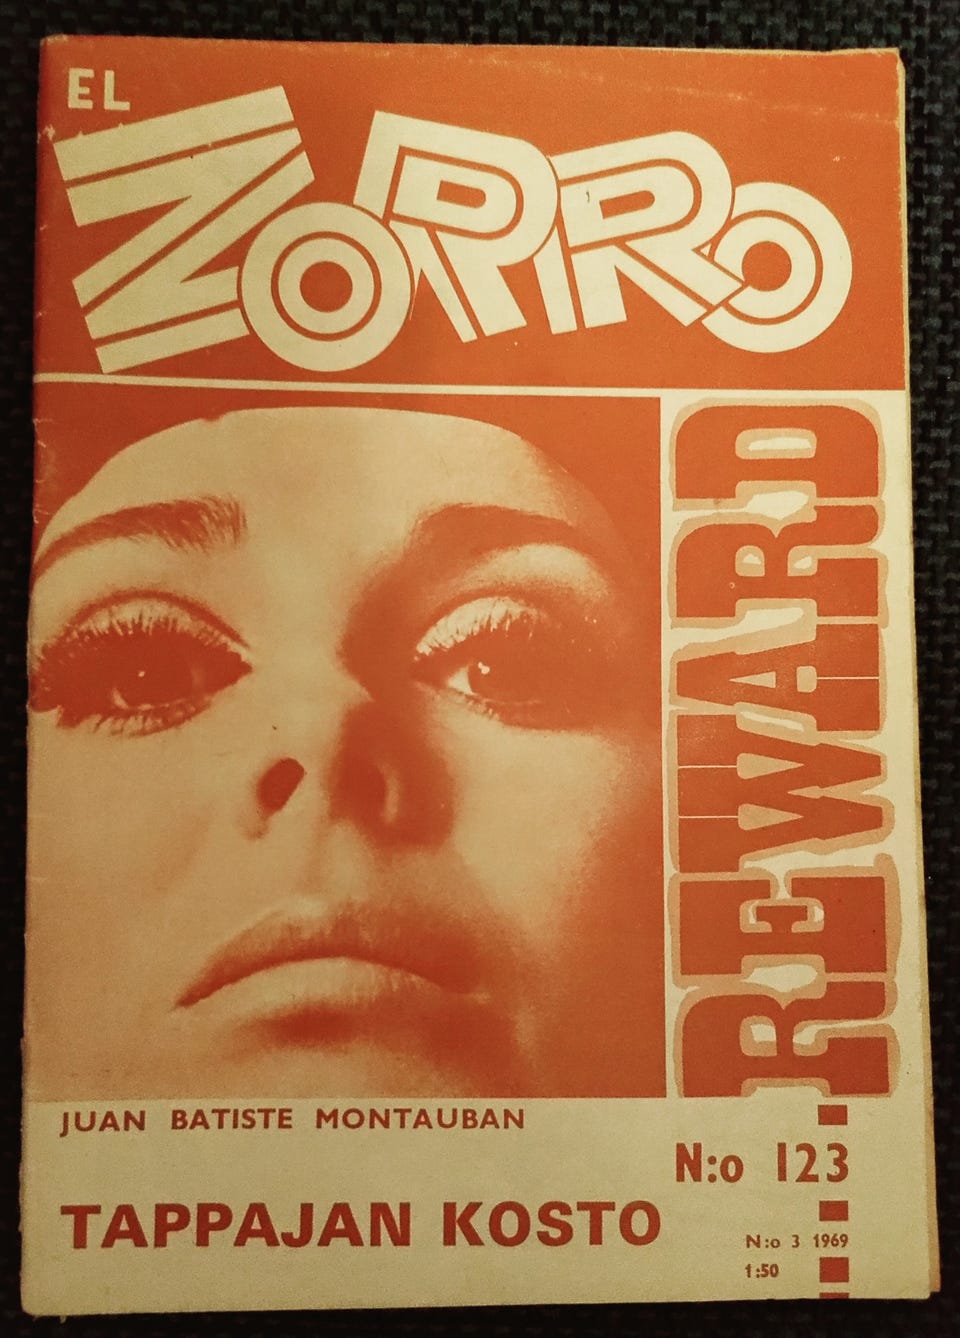 EL
ZORRO
REWARD
JUAN BATISTE MONTAUBAN
N:o 123
TAPPAJAN KOSTO
N:o 3 1969
1:50